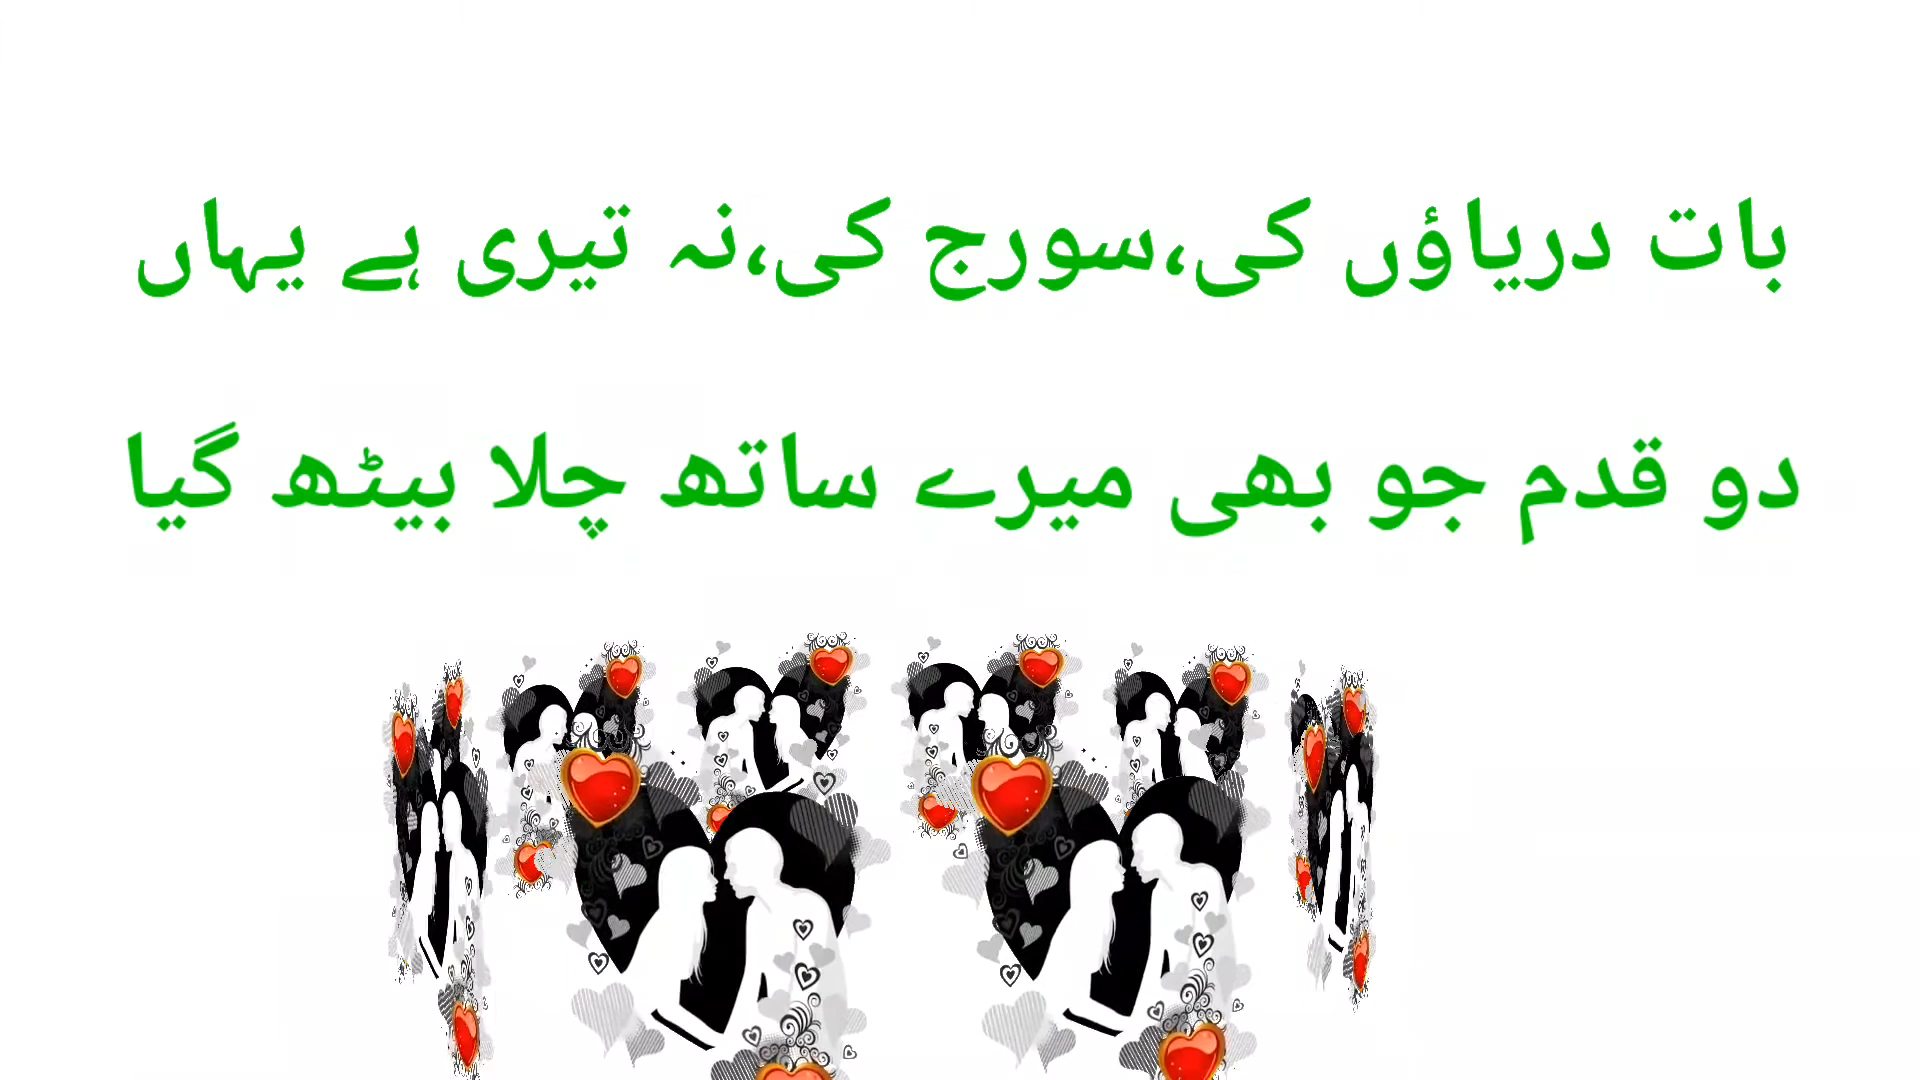 بات دریاؤں کی،سورج کی،نہ تیری ہے یہاں
دو قدم جو بھی میرے ساتھ چلا بیٹھ گیا